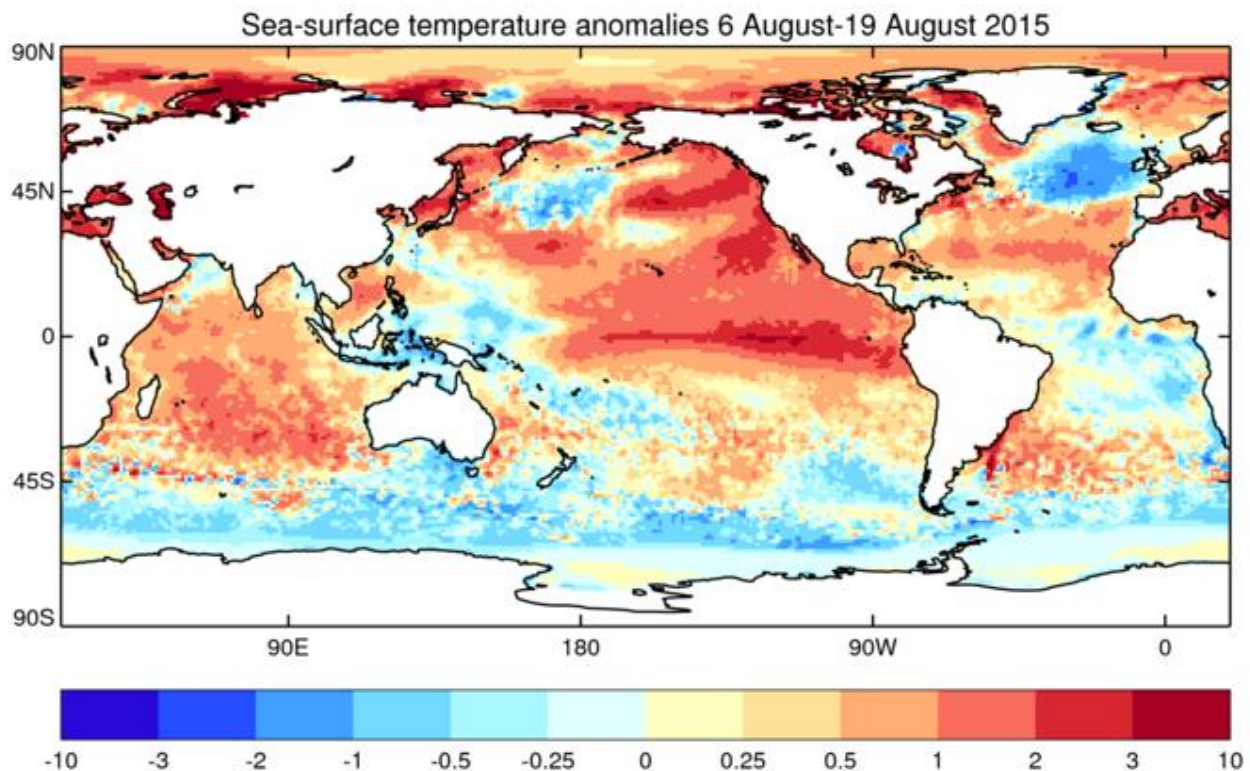 Sea-surface temperature anomalies 6 August-19 August 2015
90N
45N
0
45S
90S
90E 180 90W 0
-10 -3 -2 -1 -0.5 -0.25 0 0.25 0.5 1 2 3 10